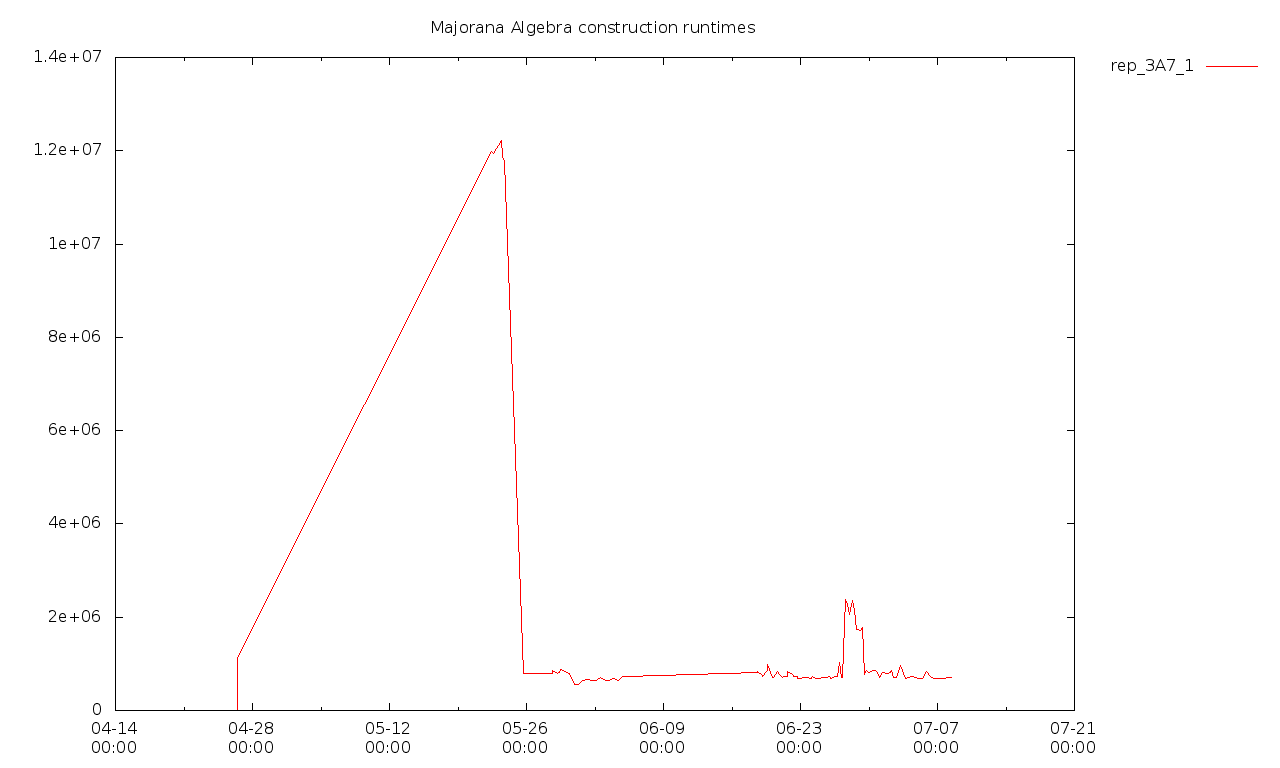 Majorana Algebra construction runtimes
rep_3A7_1
1.4e+07
1.2e+07
1e+07
8e+06
6e+06
4e+06
2e+06
0
04-14 04-28 05-12 05-26 06-09 06-23 07-07 07-21
00:00 00:00 00:00 00:00 00:00 00:00 00:00 00:00